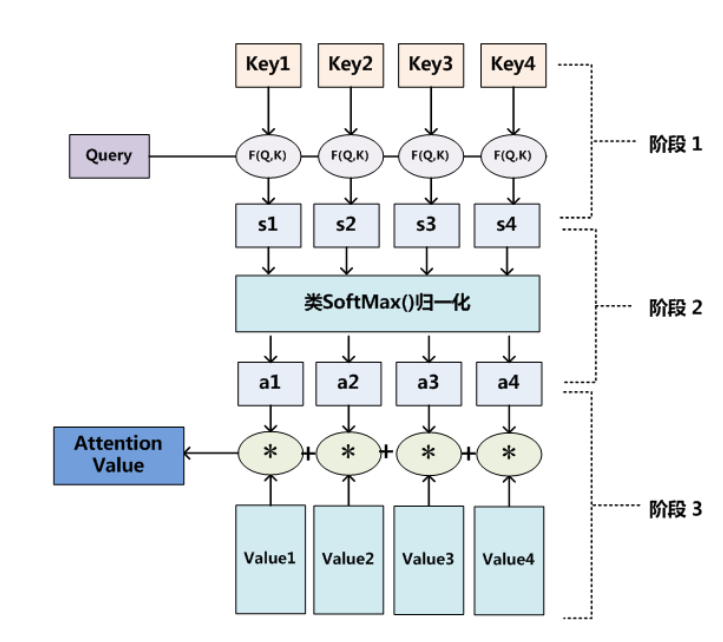 Key1 Key2 Key3 Key4
阶段 1
Query F(Q,K) F(Q,K) F(Q,K) F(Q,K)
s1 s2 s3 s4
类SoftMax()归一化
阶段 2
a1 a2 a3 a4
Attention
Value
* + * + * + *
阶段 3
Value1 Value2 Value3 Value4